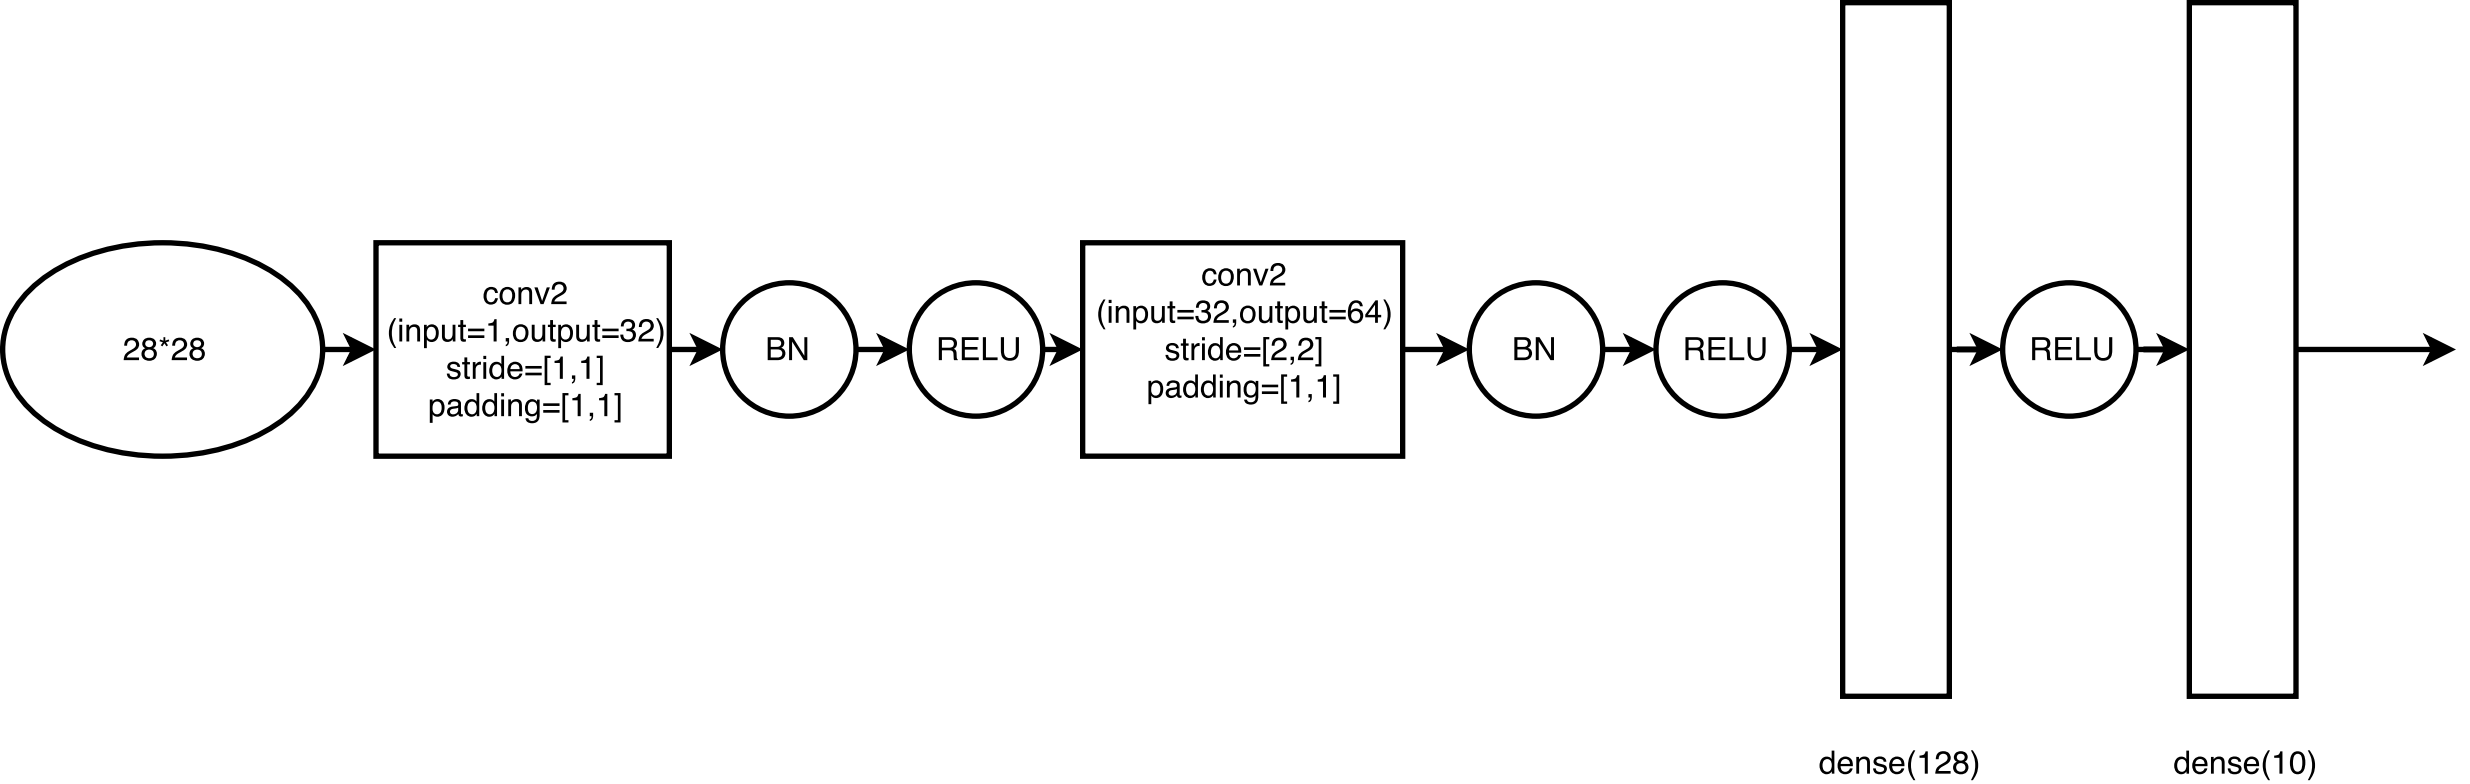 28*28
conv2
(input=1,output=32)
stride=[1,1]
padding=[1,1]
BN
RELU
conv2
(input=32,output=64)
stride=[2,2]
padding=[1,1]
BN
RELU
dense(128)
RELU
dense(10)